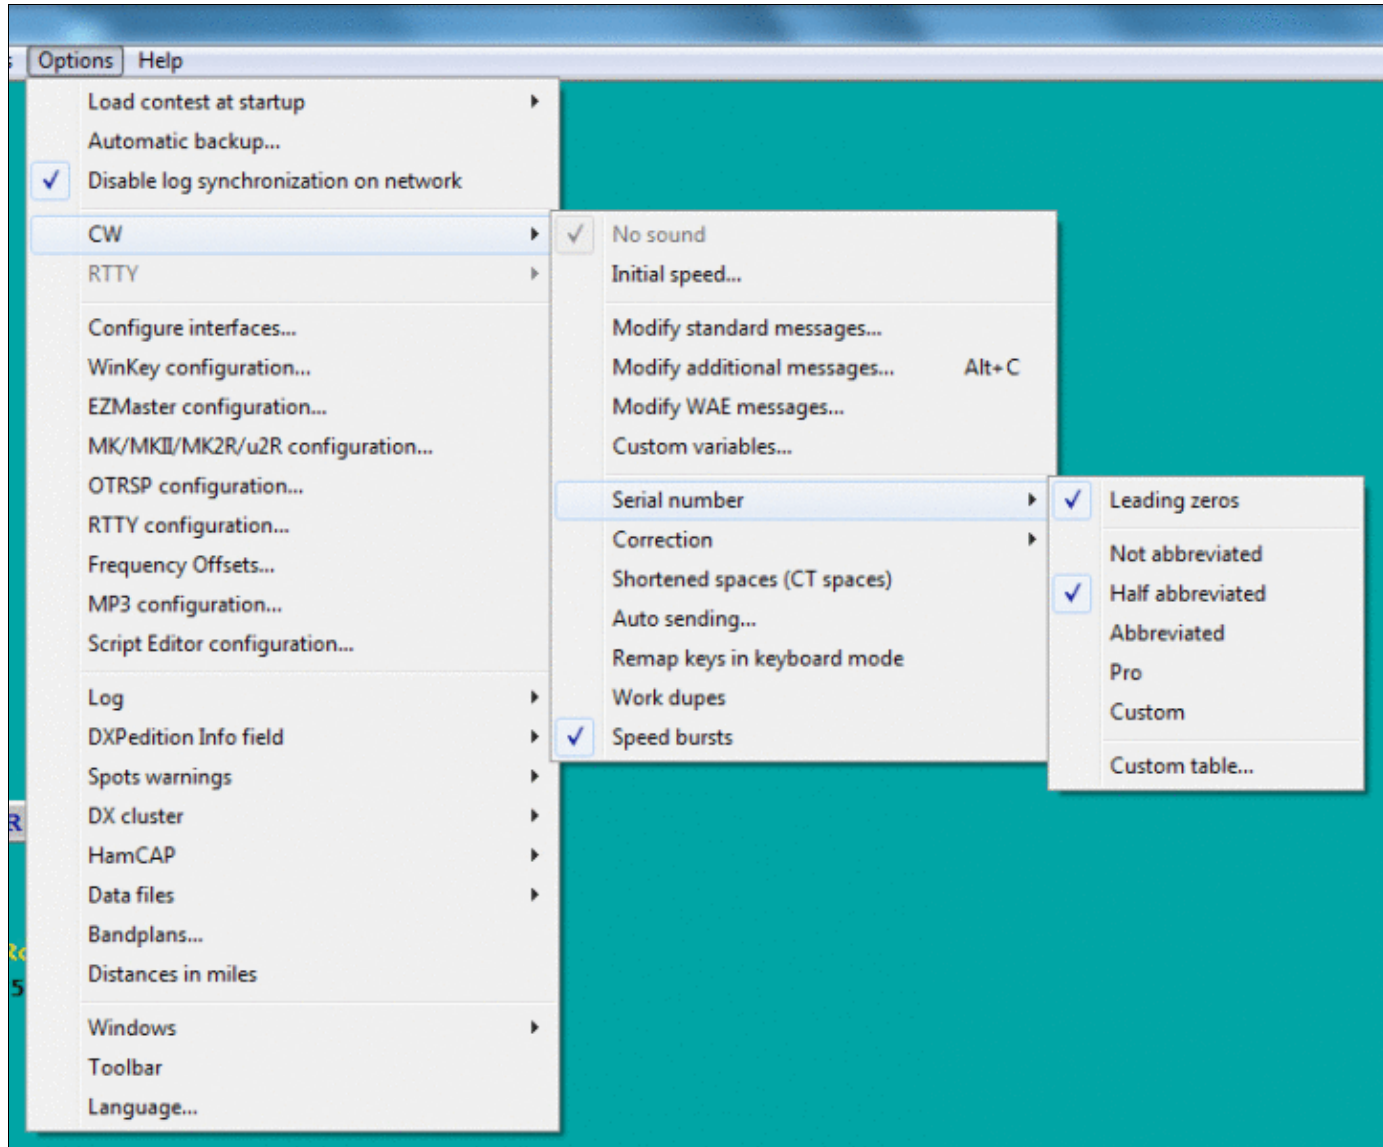 Options Help
Load contest at startup
Automatic backup...
Disable log synchronization on network
CW
RTTY
Configure interfaces...
WinKey configuration...
EZMaster configuration...
MK/MKII/MK2R/u2R configuration...
OTRSP configuration...
RTTY configuration...
Frequency Offsets...
MP3 configuration...
Script Editor configuration...
Log
DXPedition Info field
Spots warnings
DX cluster
HamCAP
Data files
Bandplans...
Distances in miles
Windows
Toolbar
Language...
No sound
Initial speed...
Modify standard messages...
Modify additional messages... Alt+C
Modify WAE messages...
Custom variables...
Serial number
Correction
Shortened spaces (CT spaces)
Auto sending...
Remap keys in keyboard mode
Work dupes
Speed bursts
Leading zeros
Not abbreviated
Half abbreviated
Abbreviated
Pro
Custom
Custom table...
R
5